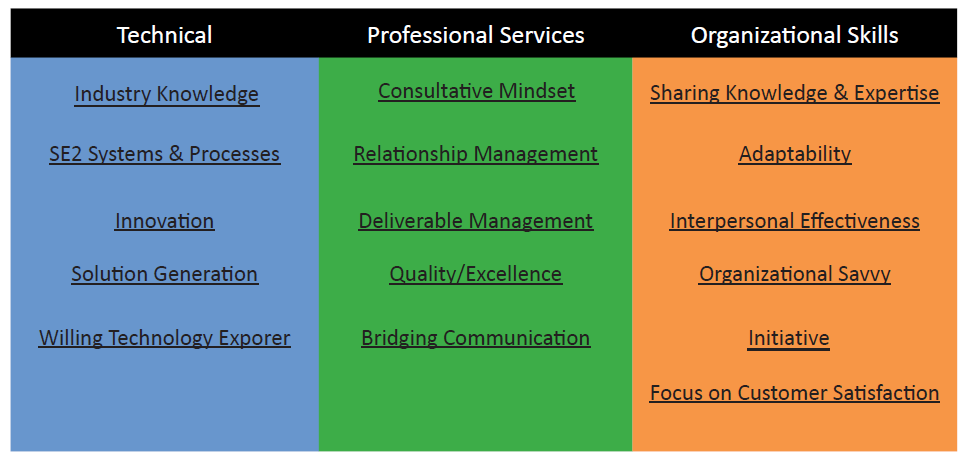 Technical
Professional Services
Organizational Skills
Industry Knowledge
Consultative Mindset
Sharing Knowledge & Expertise
SE2 Systems & Processes
Relationship Management
Adaptability
Innovation
Deliverable Management
Interpersonal Effectiveness
Solution Generation
Quality/Excellence
Organizational Savvy
Willing Technology Exporer
Bridging Communication
Initiative
Focus on Customer Satisfaction